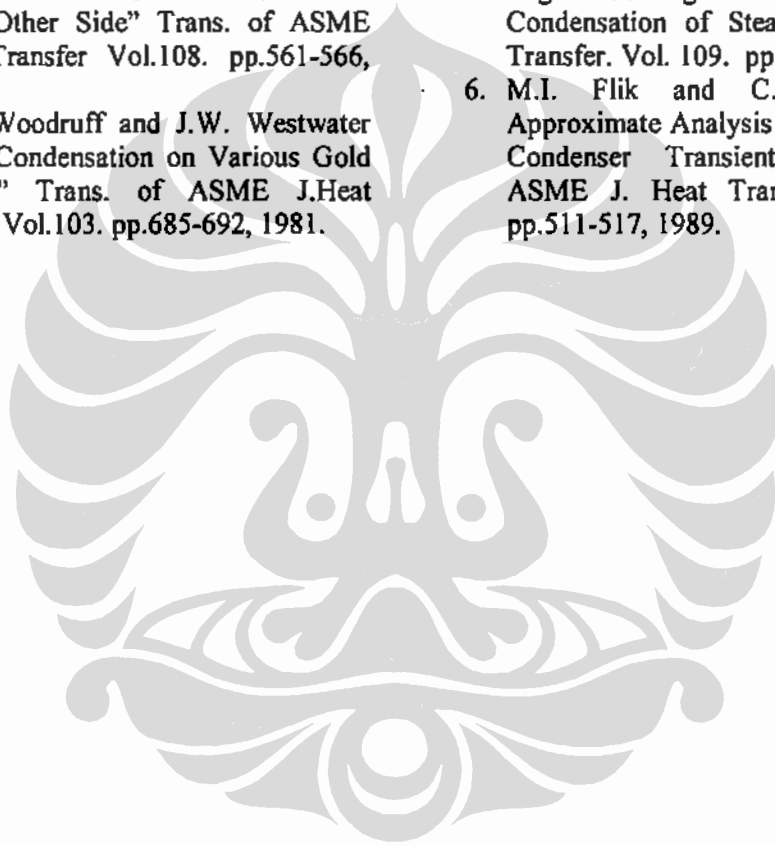 Other Side” Trans. of ASME
Transfer Vol.108. pp.561-566,
Woodruff and J.W. Westwater
Condensation on Various Gold
” Trans. of ASME J.Heat
Vol.103. pp.685-692, 1981.
Condensation of Stea
Transfer. Vol. 109. pp
6. M.I. Flik and C.
Approximate Analysis
Condenser Transient
ASME J. Heat Tran
pp.511-517, 1989.